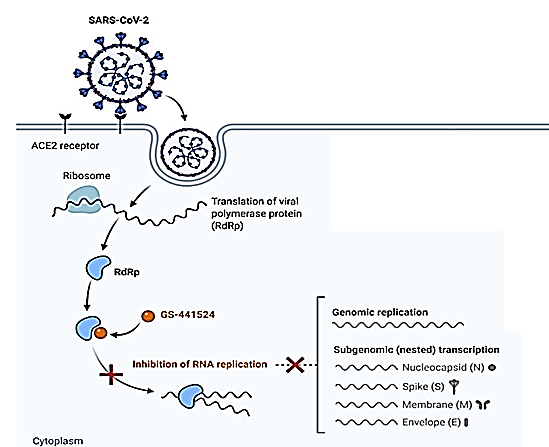 SARS-CoV-2
ACE2 receptor
Ribosome
Translation of viral
polymerase protein
(RdRp)
RdRp
GS-441524
Inhibition of RNA replication
Genomic replication
Subgenomic (nested) transcription
Nucleocapsid (N)
Spike (S)
Membrane (M)
Envelope (E)
Cytoplasm